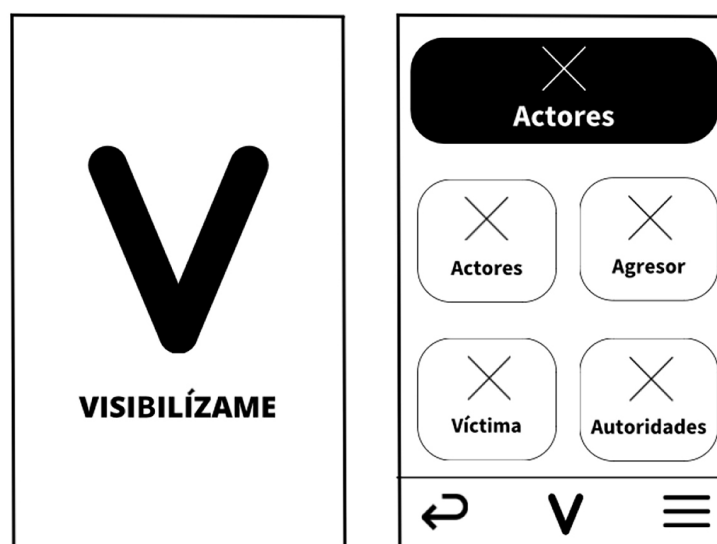 V
VISIBILÍZAME
Actores
Actores
Agresor
Víctima
Autoridades
V